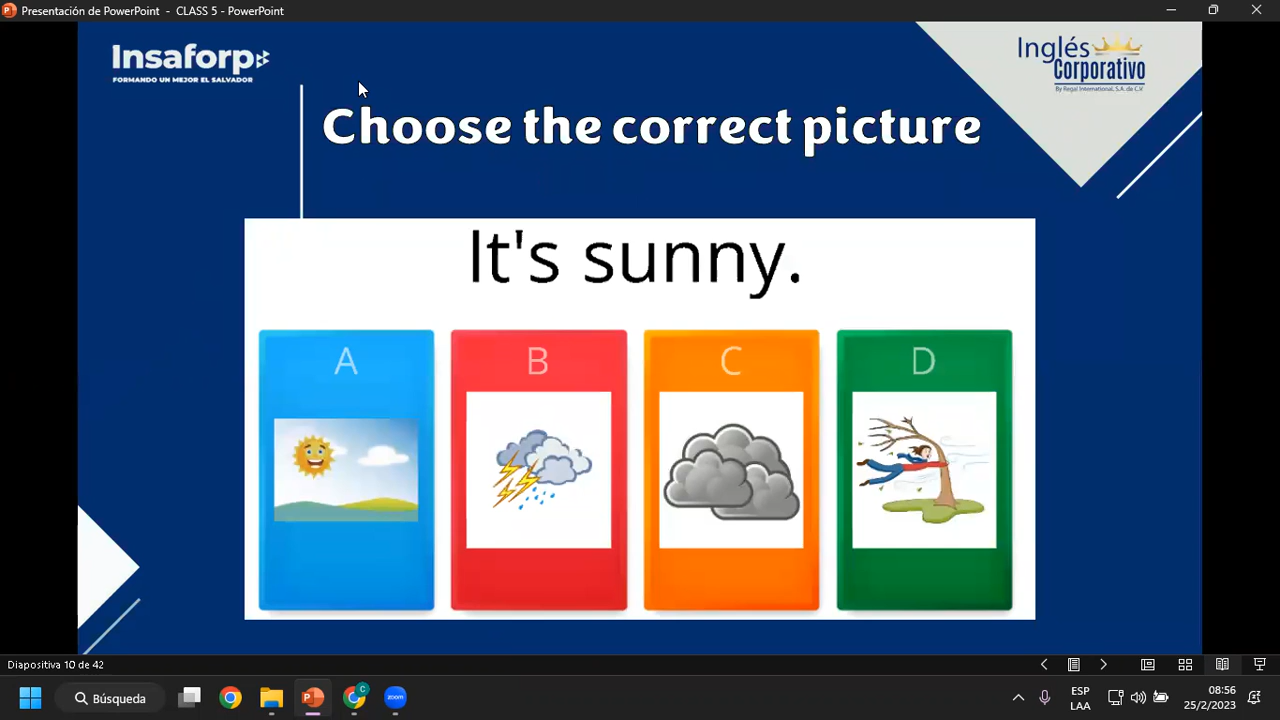 Presentación de PowerPoint - CLASS 5 - PowerPoint
Insaforp
FORMANDO UN MEJOR EL SALVADOR
Inglés
Corporativo
By Regal International, S.A. de C.V.
Choose the correct picture
It's sunny.
A
B
C
D
Diapositiva 10 de 42
Búsqueda
zoom
C
ESP
LAA
08:56
25/2/2023